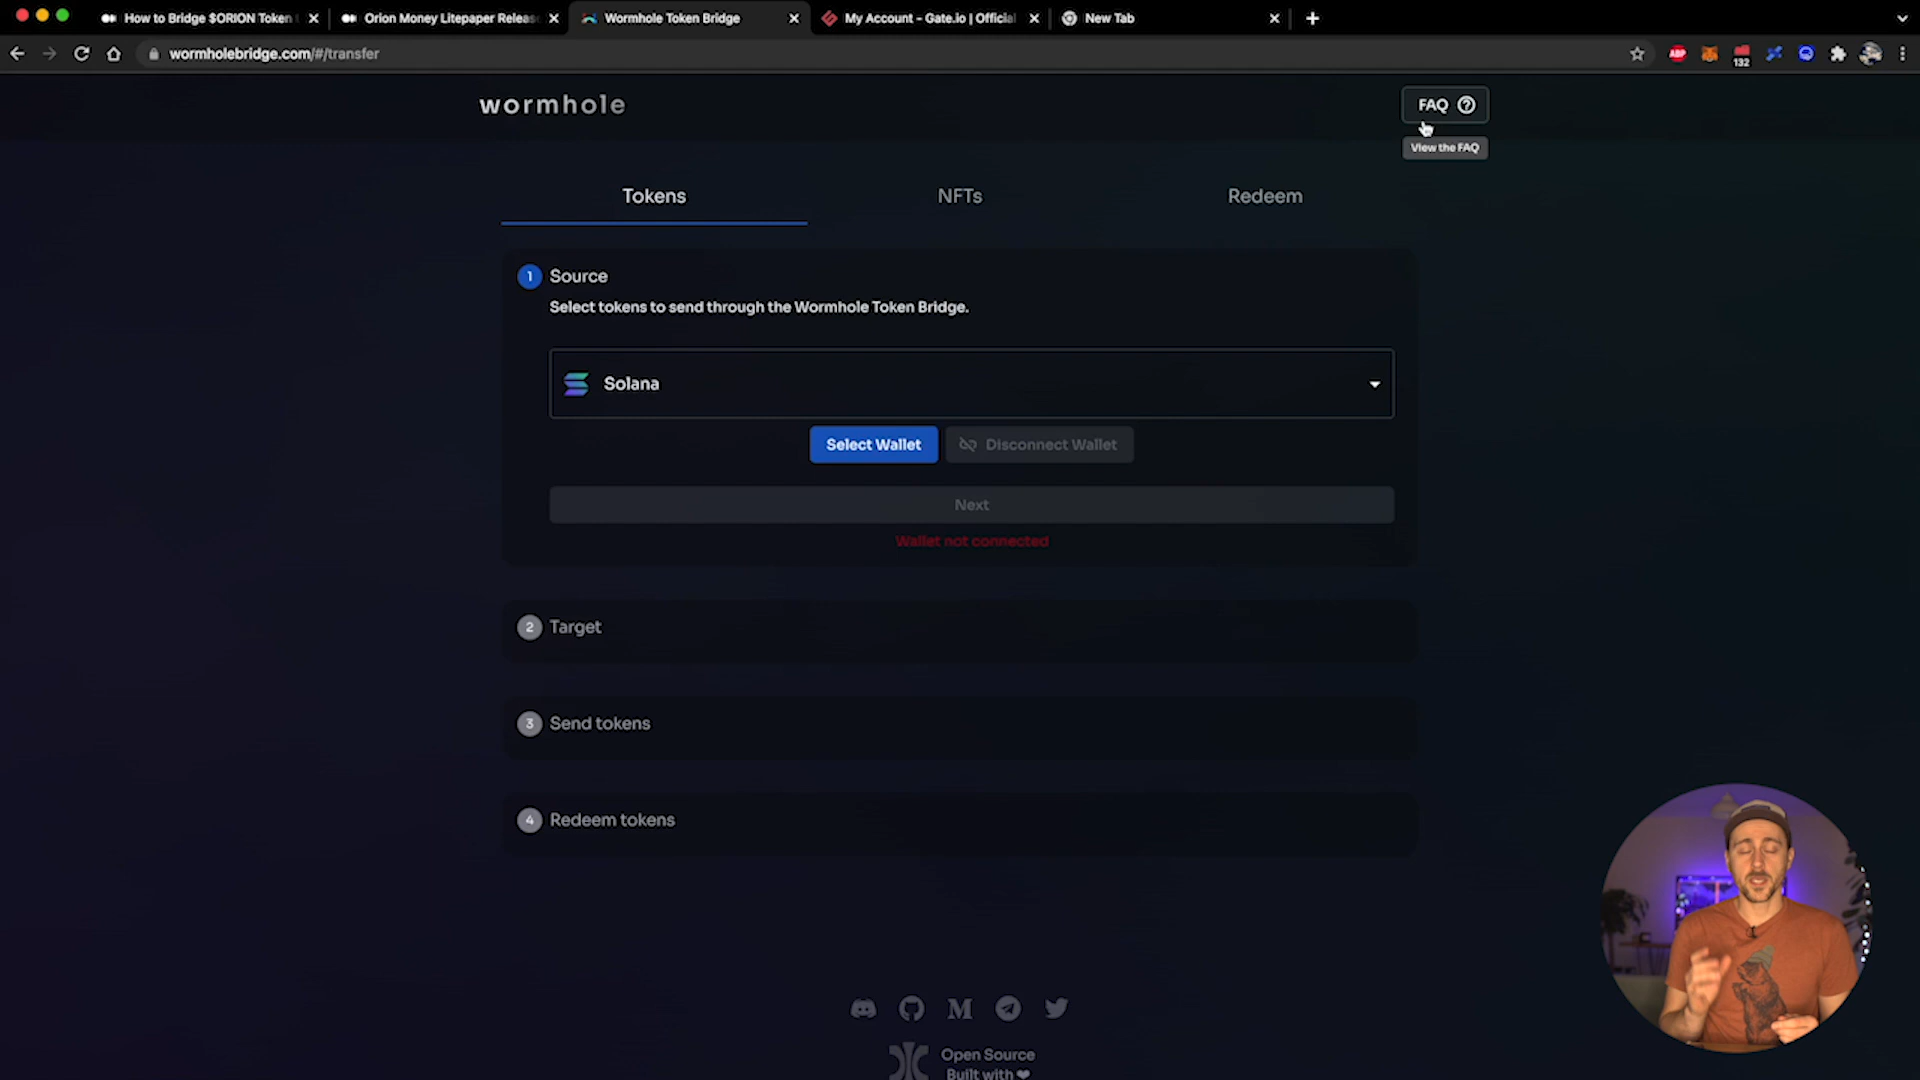 How to Bridge $ORION Token
Orion Money Litepaper Releas
Wormhole Token Bridge
My Account - Gate.io | Official
New Tab
wormholebridge.com/#/transfer
ABP
132
wormhole
FAQ
View the FAQ
Tokens
NFTs
Redeem
1 Source
Select tokens to send through the Wormhole Token Bridge.
Solana
Select Wallet
Disconnect Wallet
Next
Wallet not connected
2 Target
3 Send tokens
4 Redeem tokens
Open Source
Built with ❤